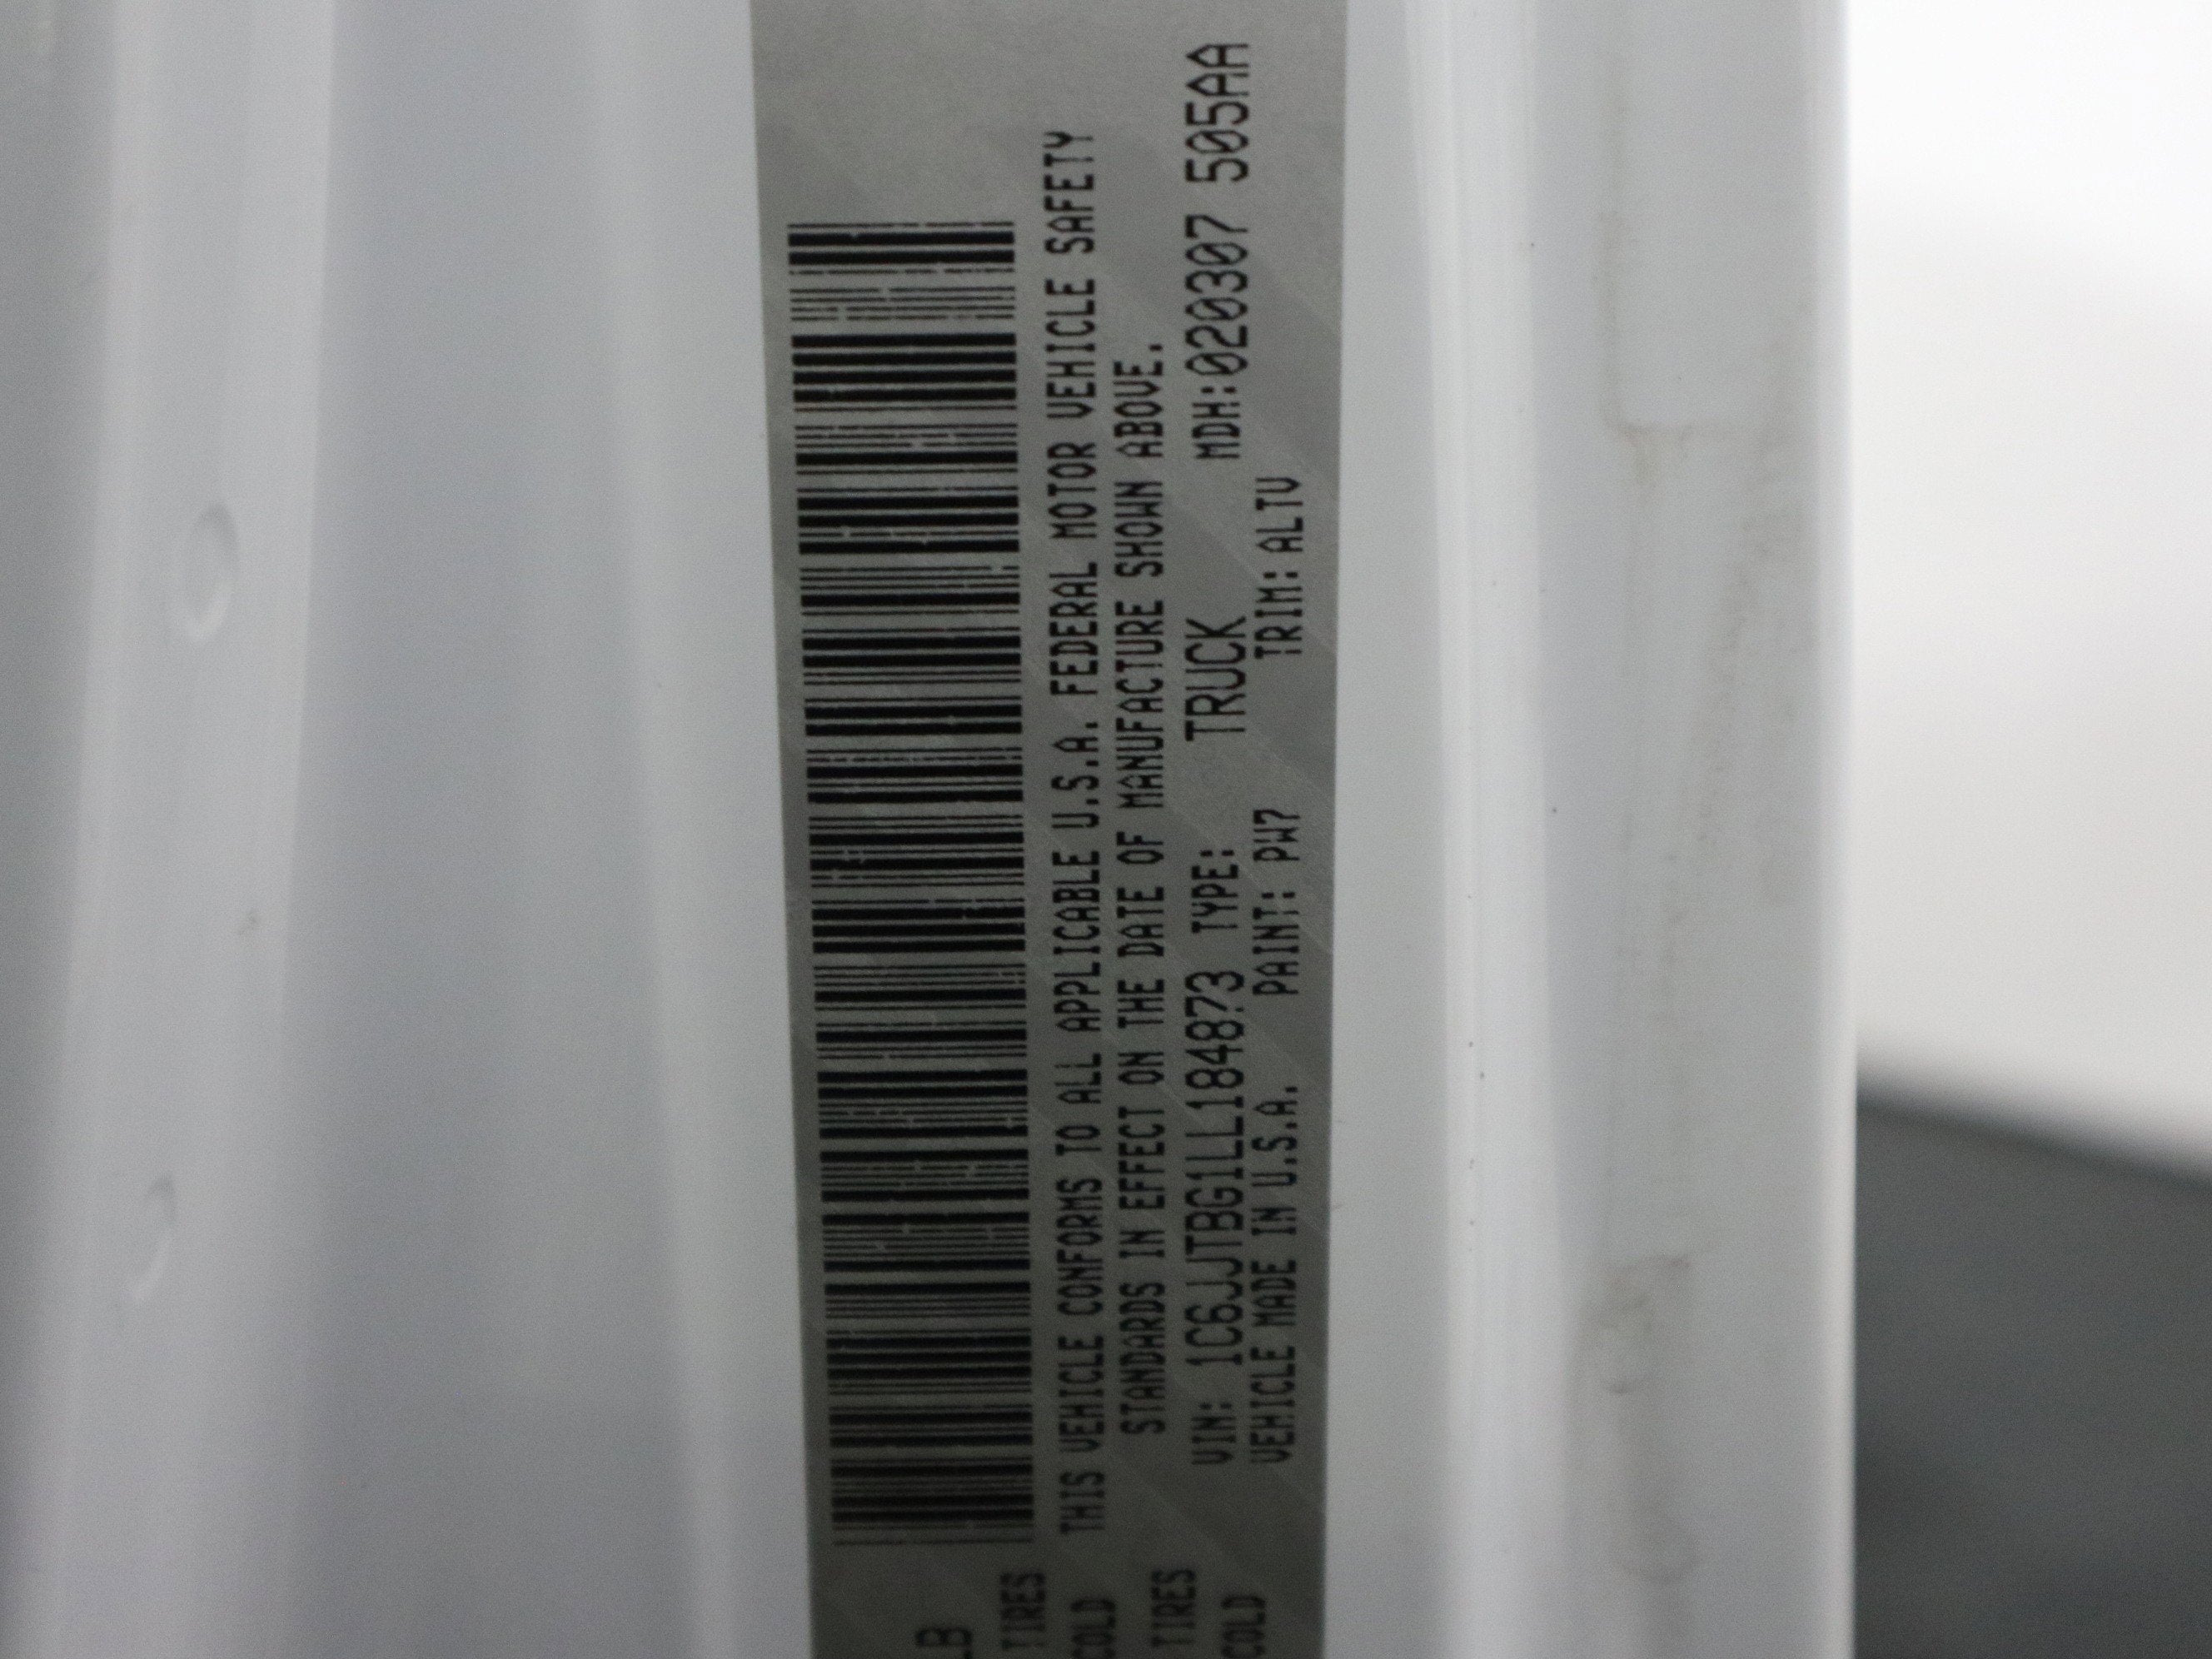 LB
TIRES
COLD
TIRES
COLD
THIS VEHICLE CONFORMS TO ALL APPLICABLE U.S.A. FEDERAL MOTOR VEHICLE SAFETY
STANDARDS IN EFFECT ON THE DATE OF MANUFACTURE SHOWN ABOVE.
VIN: 1C6JJTBG1LL184873 TYPE: TRUCK MDH:020307 505AA
VEHICLE MADE IN U.S.A. PAINT: PW7 TRIM: ALTV